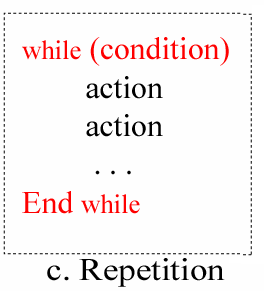 while (condition)
action
action
. . .
End while
c. Repetition